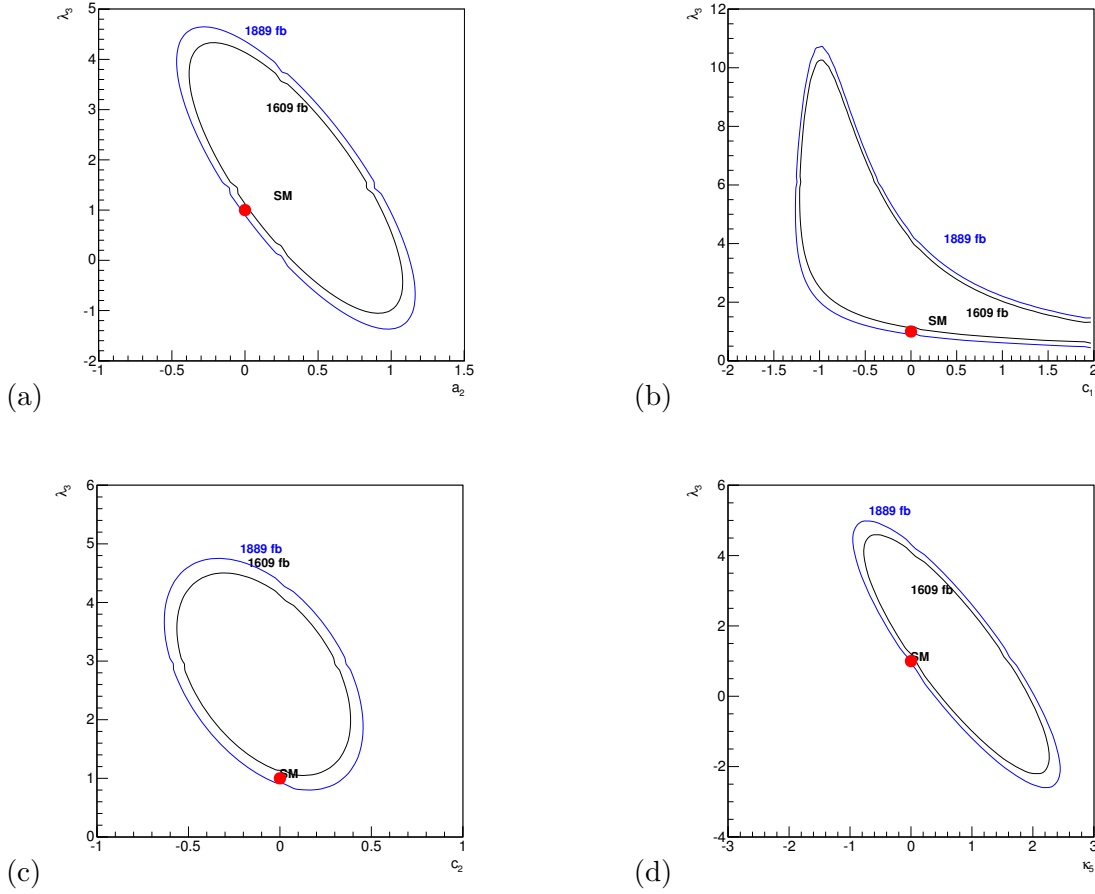 λ₃
5
4
3
2
1
0
-1
-2
1889 fb
1609 fb
SM
-1 -0.5 0 0.5 1 1.5
a₂
(a)
λ₃
12
10
8
6
4
2
0
1889 fb
1609 fb
SM
-2 -1.5 -1 -0.5 0 0.5 1 1.5 2
c₁
(b)
λ₃
6
5
4
3
2
1
0
1889 fb
1609 fb
SM
-1 -0.5 0 0.5 1
c₂
(c)
λ₃
6
4
2
0
-2
-4
1889 fb
1609 fb
SM
-3 -2 -1 0 1 2 3
κ₅
(d)